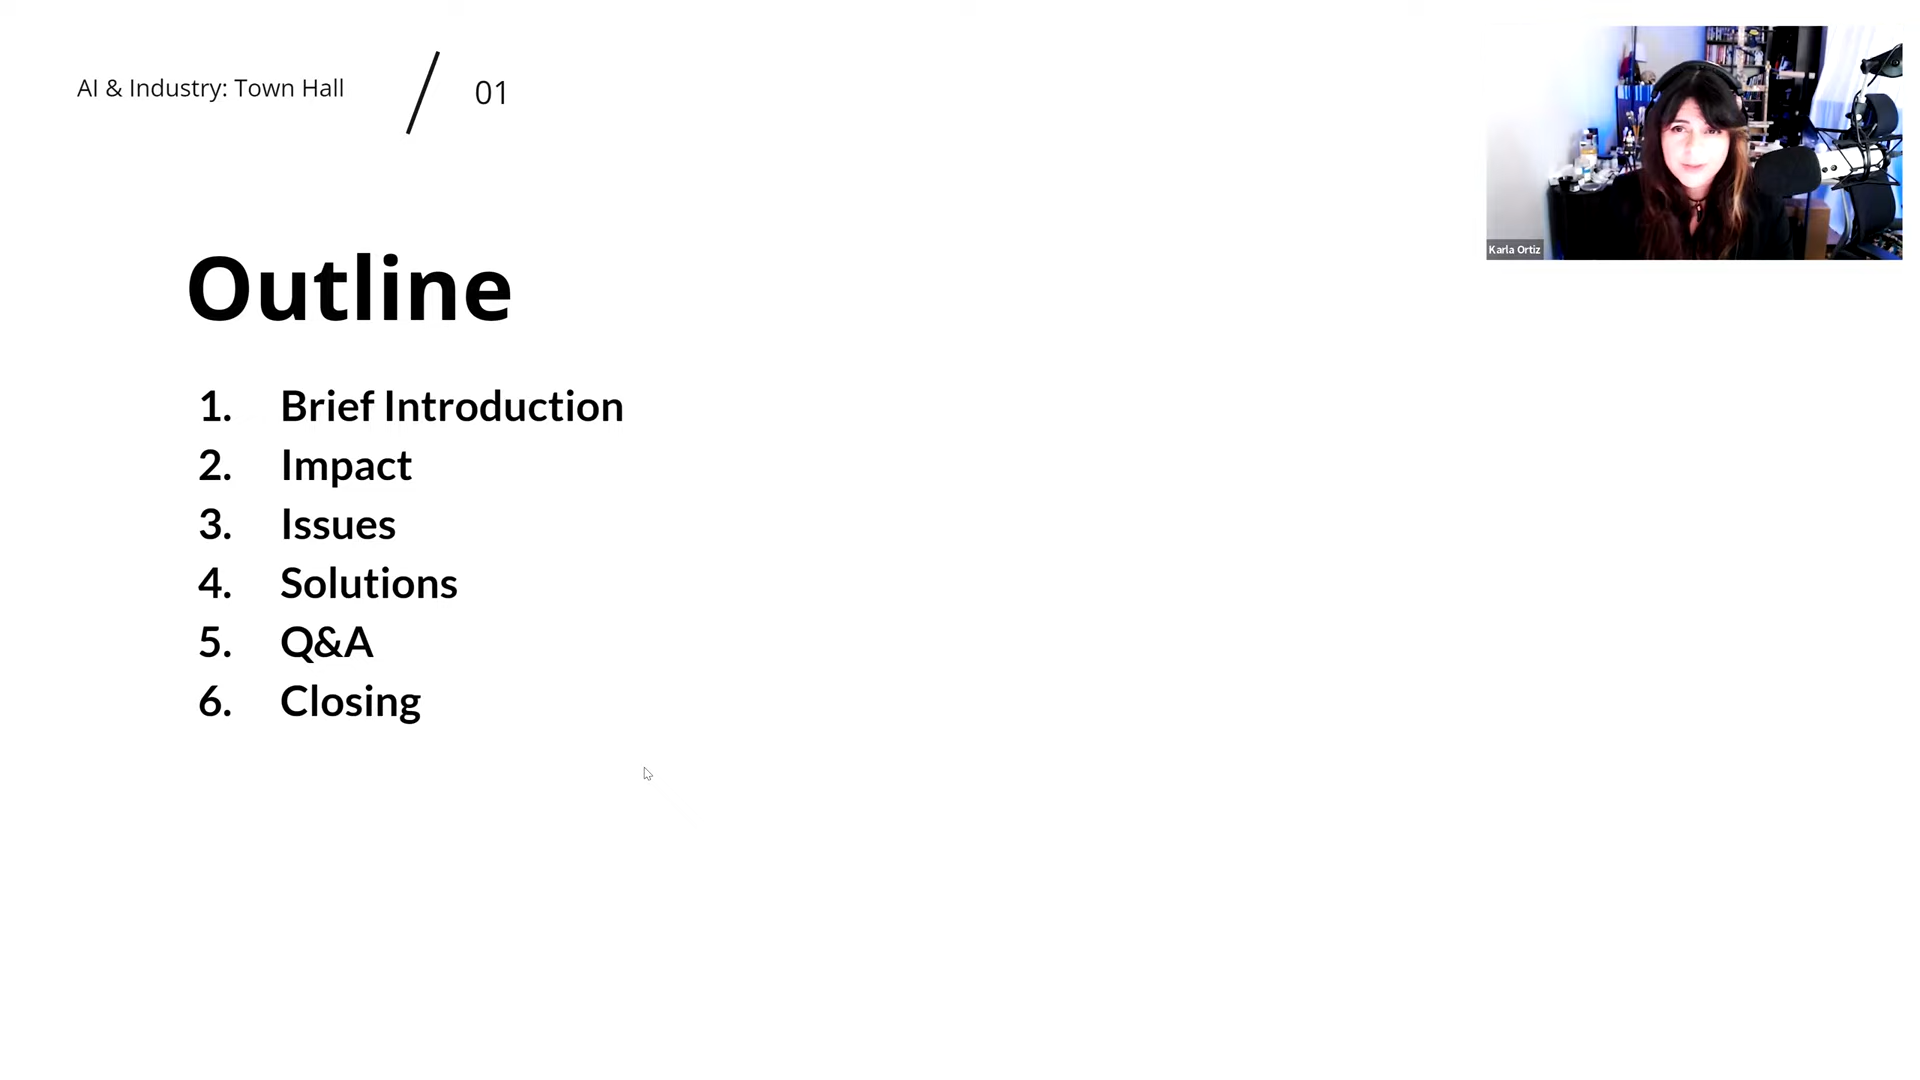 AI & Industry: Town Hall
01
Karla Ortiz
Outline
1. Brief Introduction
2. Impact
3. Issues
4. Solutions
5. Q&A
6. Closing